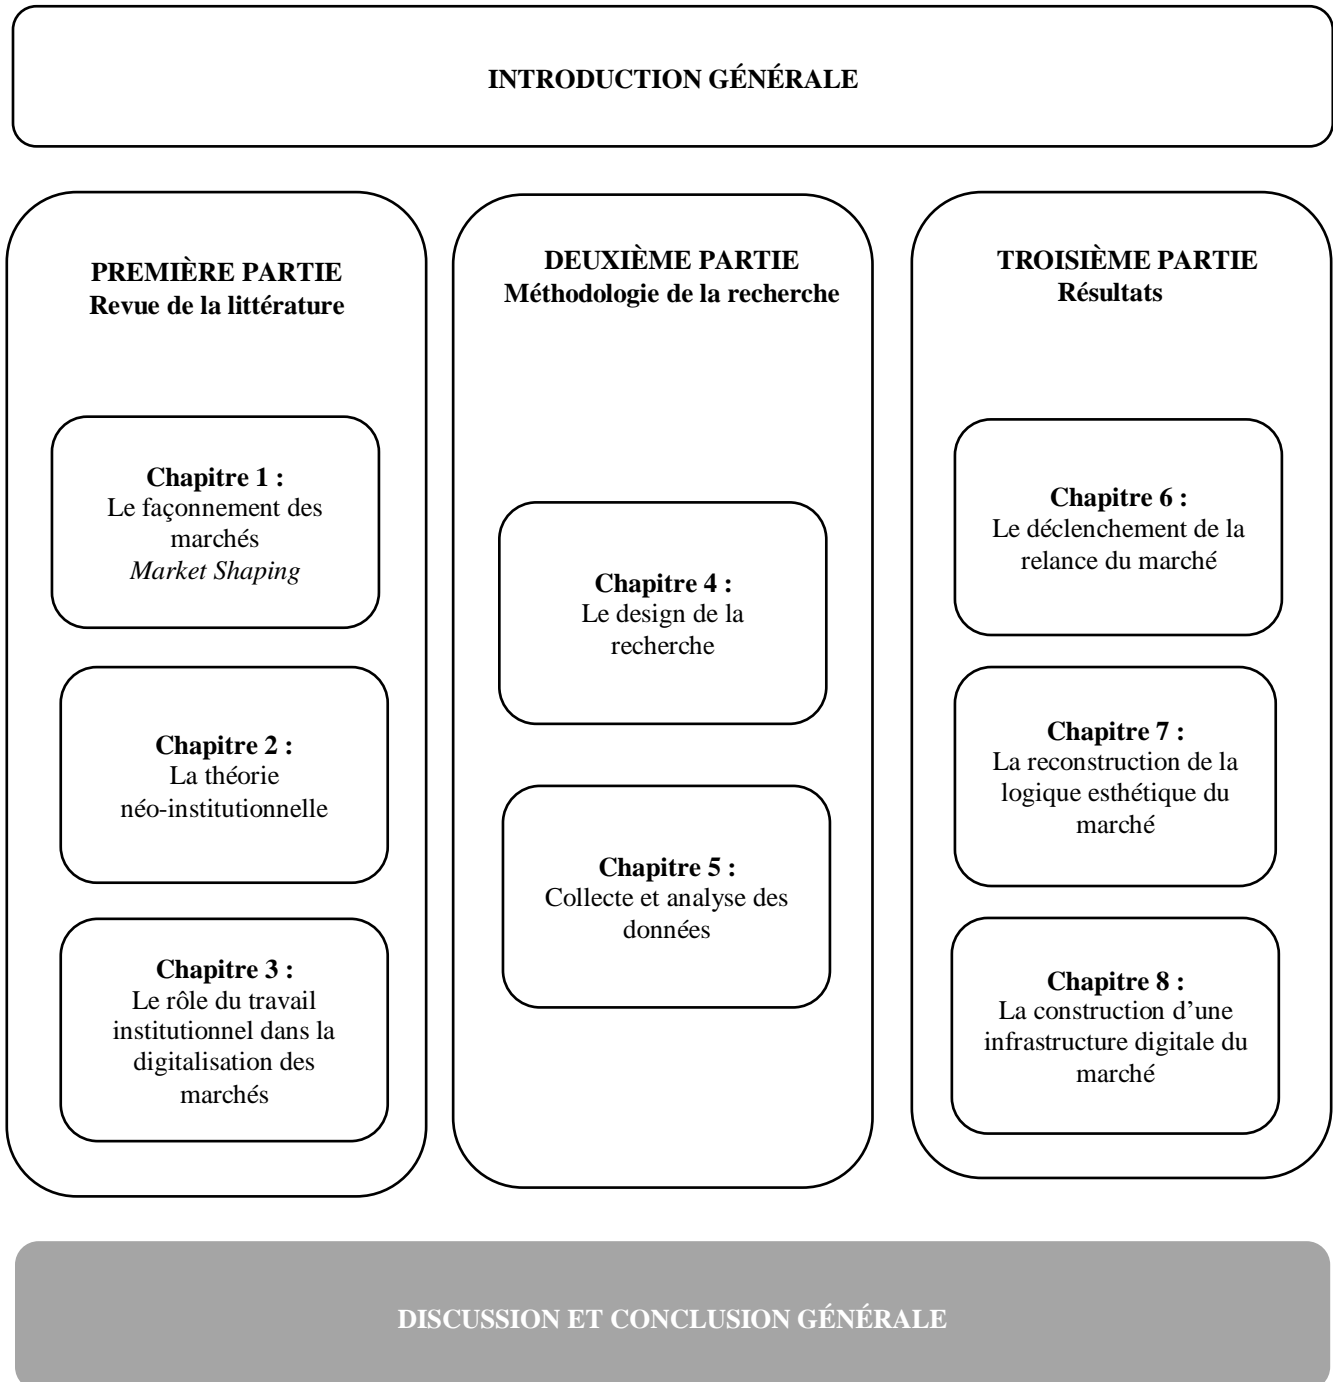 INTRODUCTION GÉNÉRALE
PREMIÈRE PARTIE
Revue de la littérature
Chapitre 1 :
Le façonnement des
marchés
Market Shaping
Chapitre 2 :
La théorie
néo-institutionnelle
Chapitre 3 :
Le rôle du travail
institutionnel dans la
digitalisation des
marchés
DEUXIÈME PARTIE
Méthodologie de la recherche
Chapitre 4 :
Le design de la
recherche
Chapitre 5 :
Collecte et analyse des
données
TROISIÈME PARTIE
Résultats
Chapitre 6 :
Le déclenchement de la
relance du marché
Chapitre 7 :
La reconstruction de la
logique esthétique du
marché
Chapitre 8 :
La construction d’une
infrastructure digitale du
marché
DISCUSSION ET CONCLUSION GÉNÉRALE